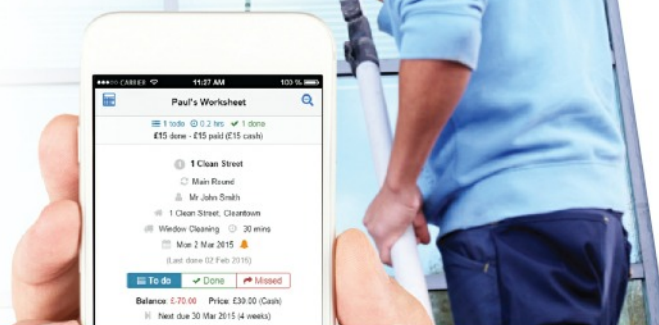 CARRIER 11:27 AM 100 %
Paul's Worksheet
1 todo 0.2 hrs 1 done
£15 done - £15 paid (£15 cash)
1 Clean Street
Main Round
Mr John Smith
1 Clean Street, Cleantown
Window Cleaning 30 mins
Mon 2 Mar 2015
(Last done 02 Feb 2015)
To do Done Missed
Balance: £-70.00 Price: £30.00 (Cash)
Next due 30 Mar 2015 (4 weeks)